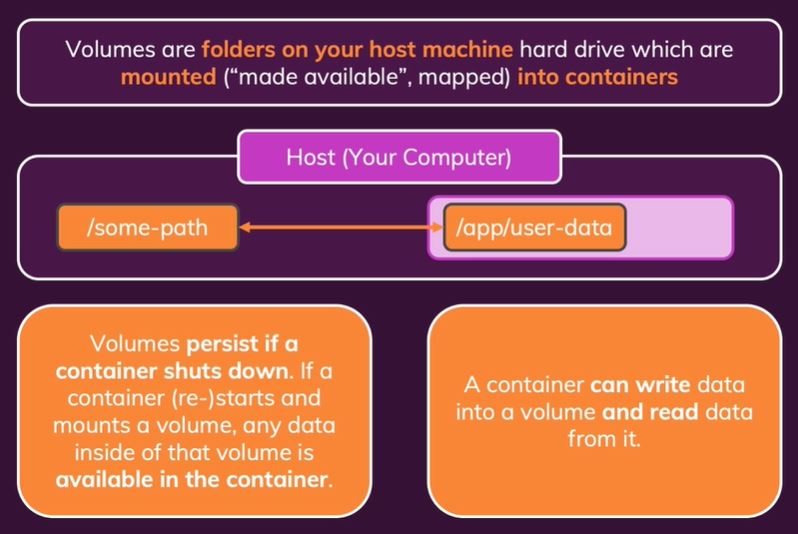 Volumes are folders on your host machine hard drive which are
mounted (“made available”, mapped) into containers
Host (Your Computer)
/some-path
/app/user-data
Volumes persist if a
container shuts down. If a
container (re-)starts and
mounts a volume, any data
inside of that volume is
available in the container.
A container can write data
into a volume and read data
from it.